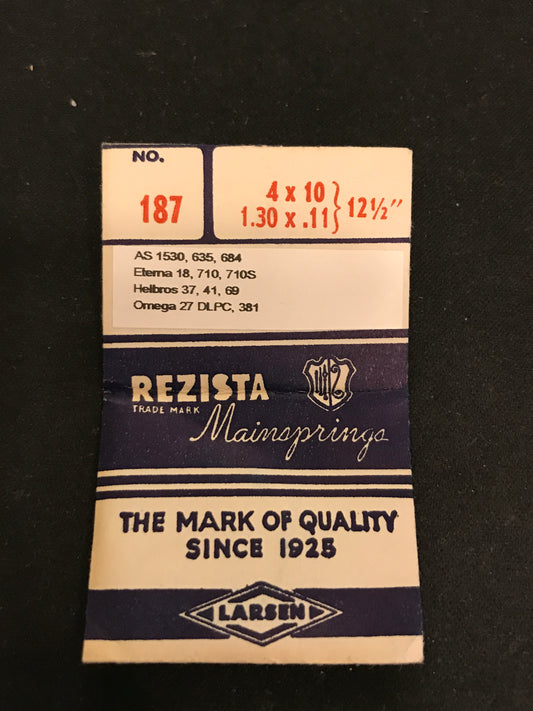 NO.
187
4 x 10
1.30 x .11} 12½"
AS 1530, 635, 684
Eterna 18, 710, 710S
Helbros 37, 41, 69
Omega 27 DLPC, 381
REZISTA
TRADE MARK
Mainsprings
THE MARK OF QUALITY
SINCE 1925
LARSEN